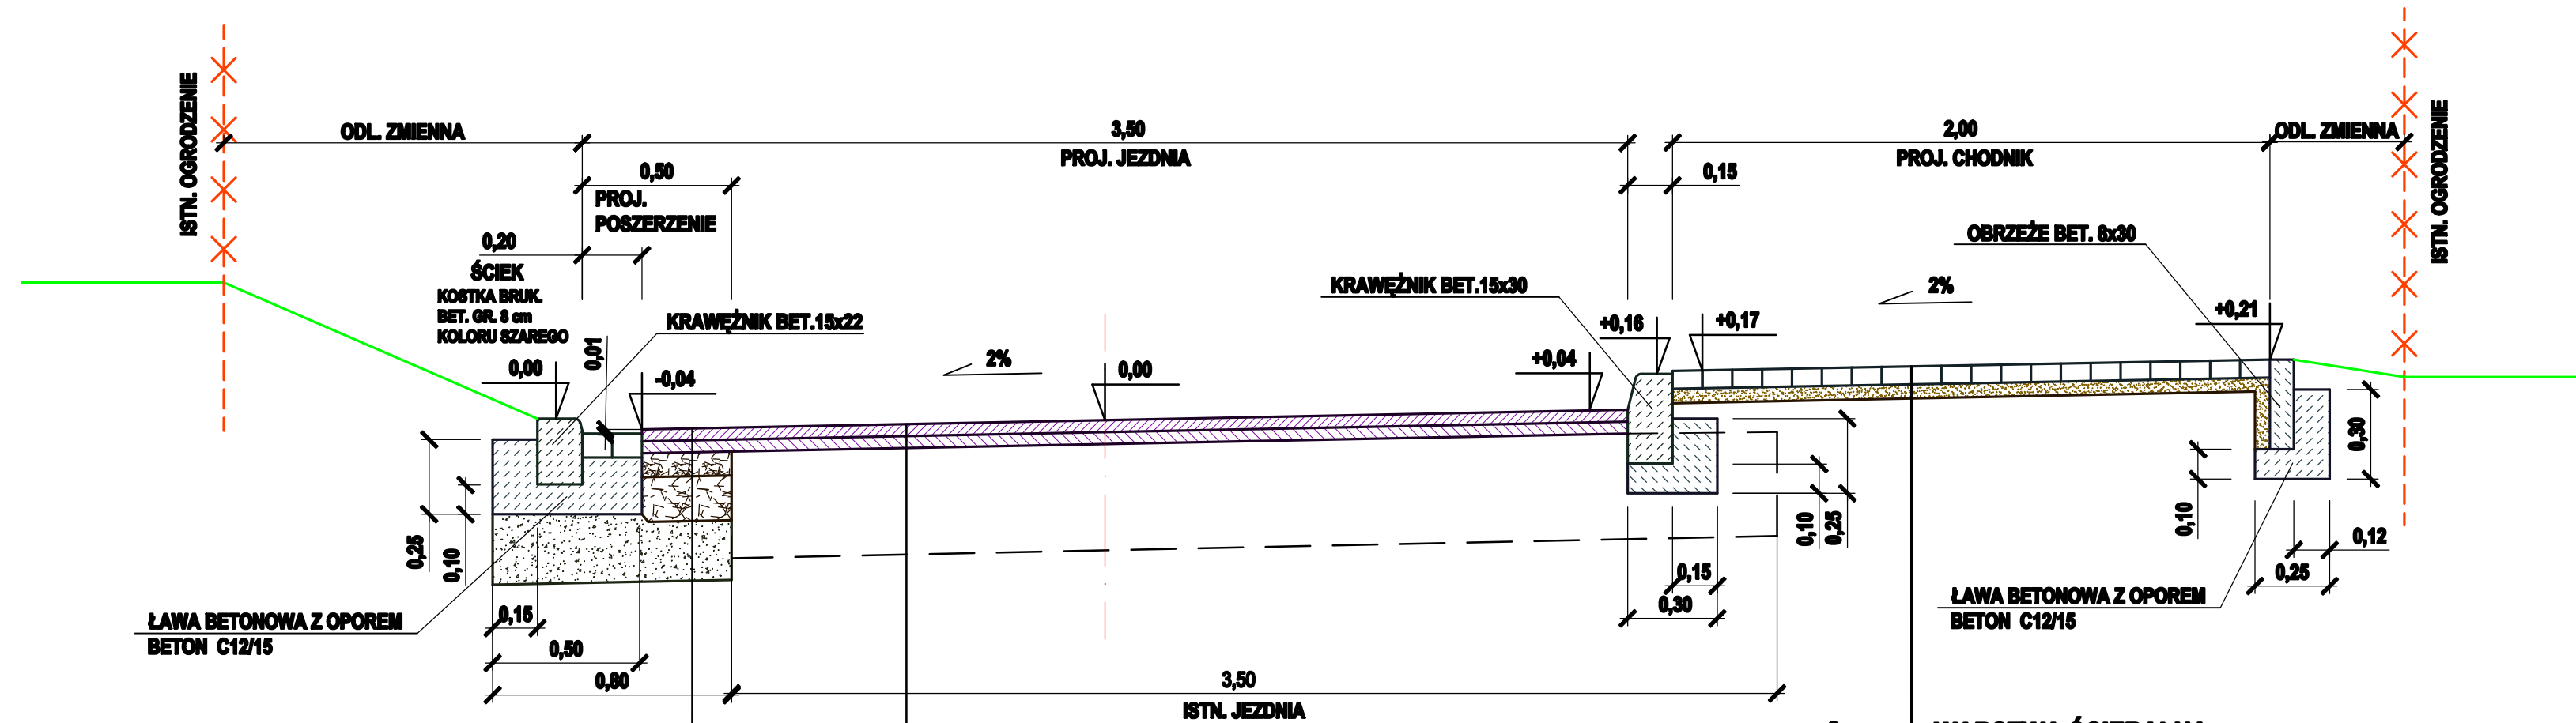 ISTN. OGRODZENIE
ODL. ZMIENNA
3,50
PROJ. JEZDNIA
2,00
PROJ. CHODNIK
ODL. ZMIENNA
ISTN. OGRODZENIE
0,50
PROJ.
POSZERZENIE
0,15
0,20
ŚCIEK
KOSTKA BRUK.
BET. GR. 8 cm
KOLORU SZAREGO
OBRZEŻE BET. 8x30
KRAWĘŻNIK BET.15x30
2%
KRAWĘŻNIK BET.15x22
+0,16
+0,17
+0,21
0,01
0,00
-0,04
2%
0,00
+0,04
0,25
0,10
0,10
0,25
0,30
0,10
0,12
0,25
0,15
0,30
ŁAWA BETONOWA Z OPOREM
BETON C12/15
0,15
0,50
0,80
ŁAWA BETONOWA Z OPOREM
BETON C12/15
3,50
ISTN. JEZDNIA